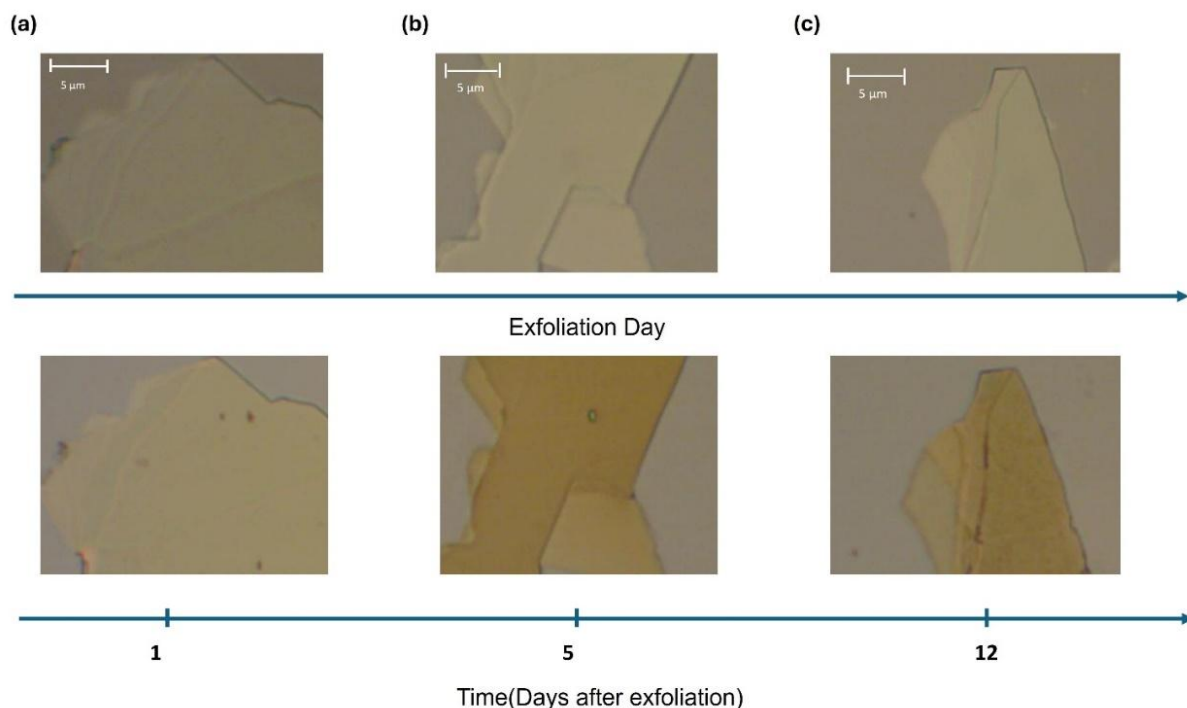 (a)
(b)
(c)
5 µm
5 µm
5 µm
Exfoliation Day
1
5
12
Time(Days after exfoliation)